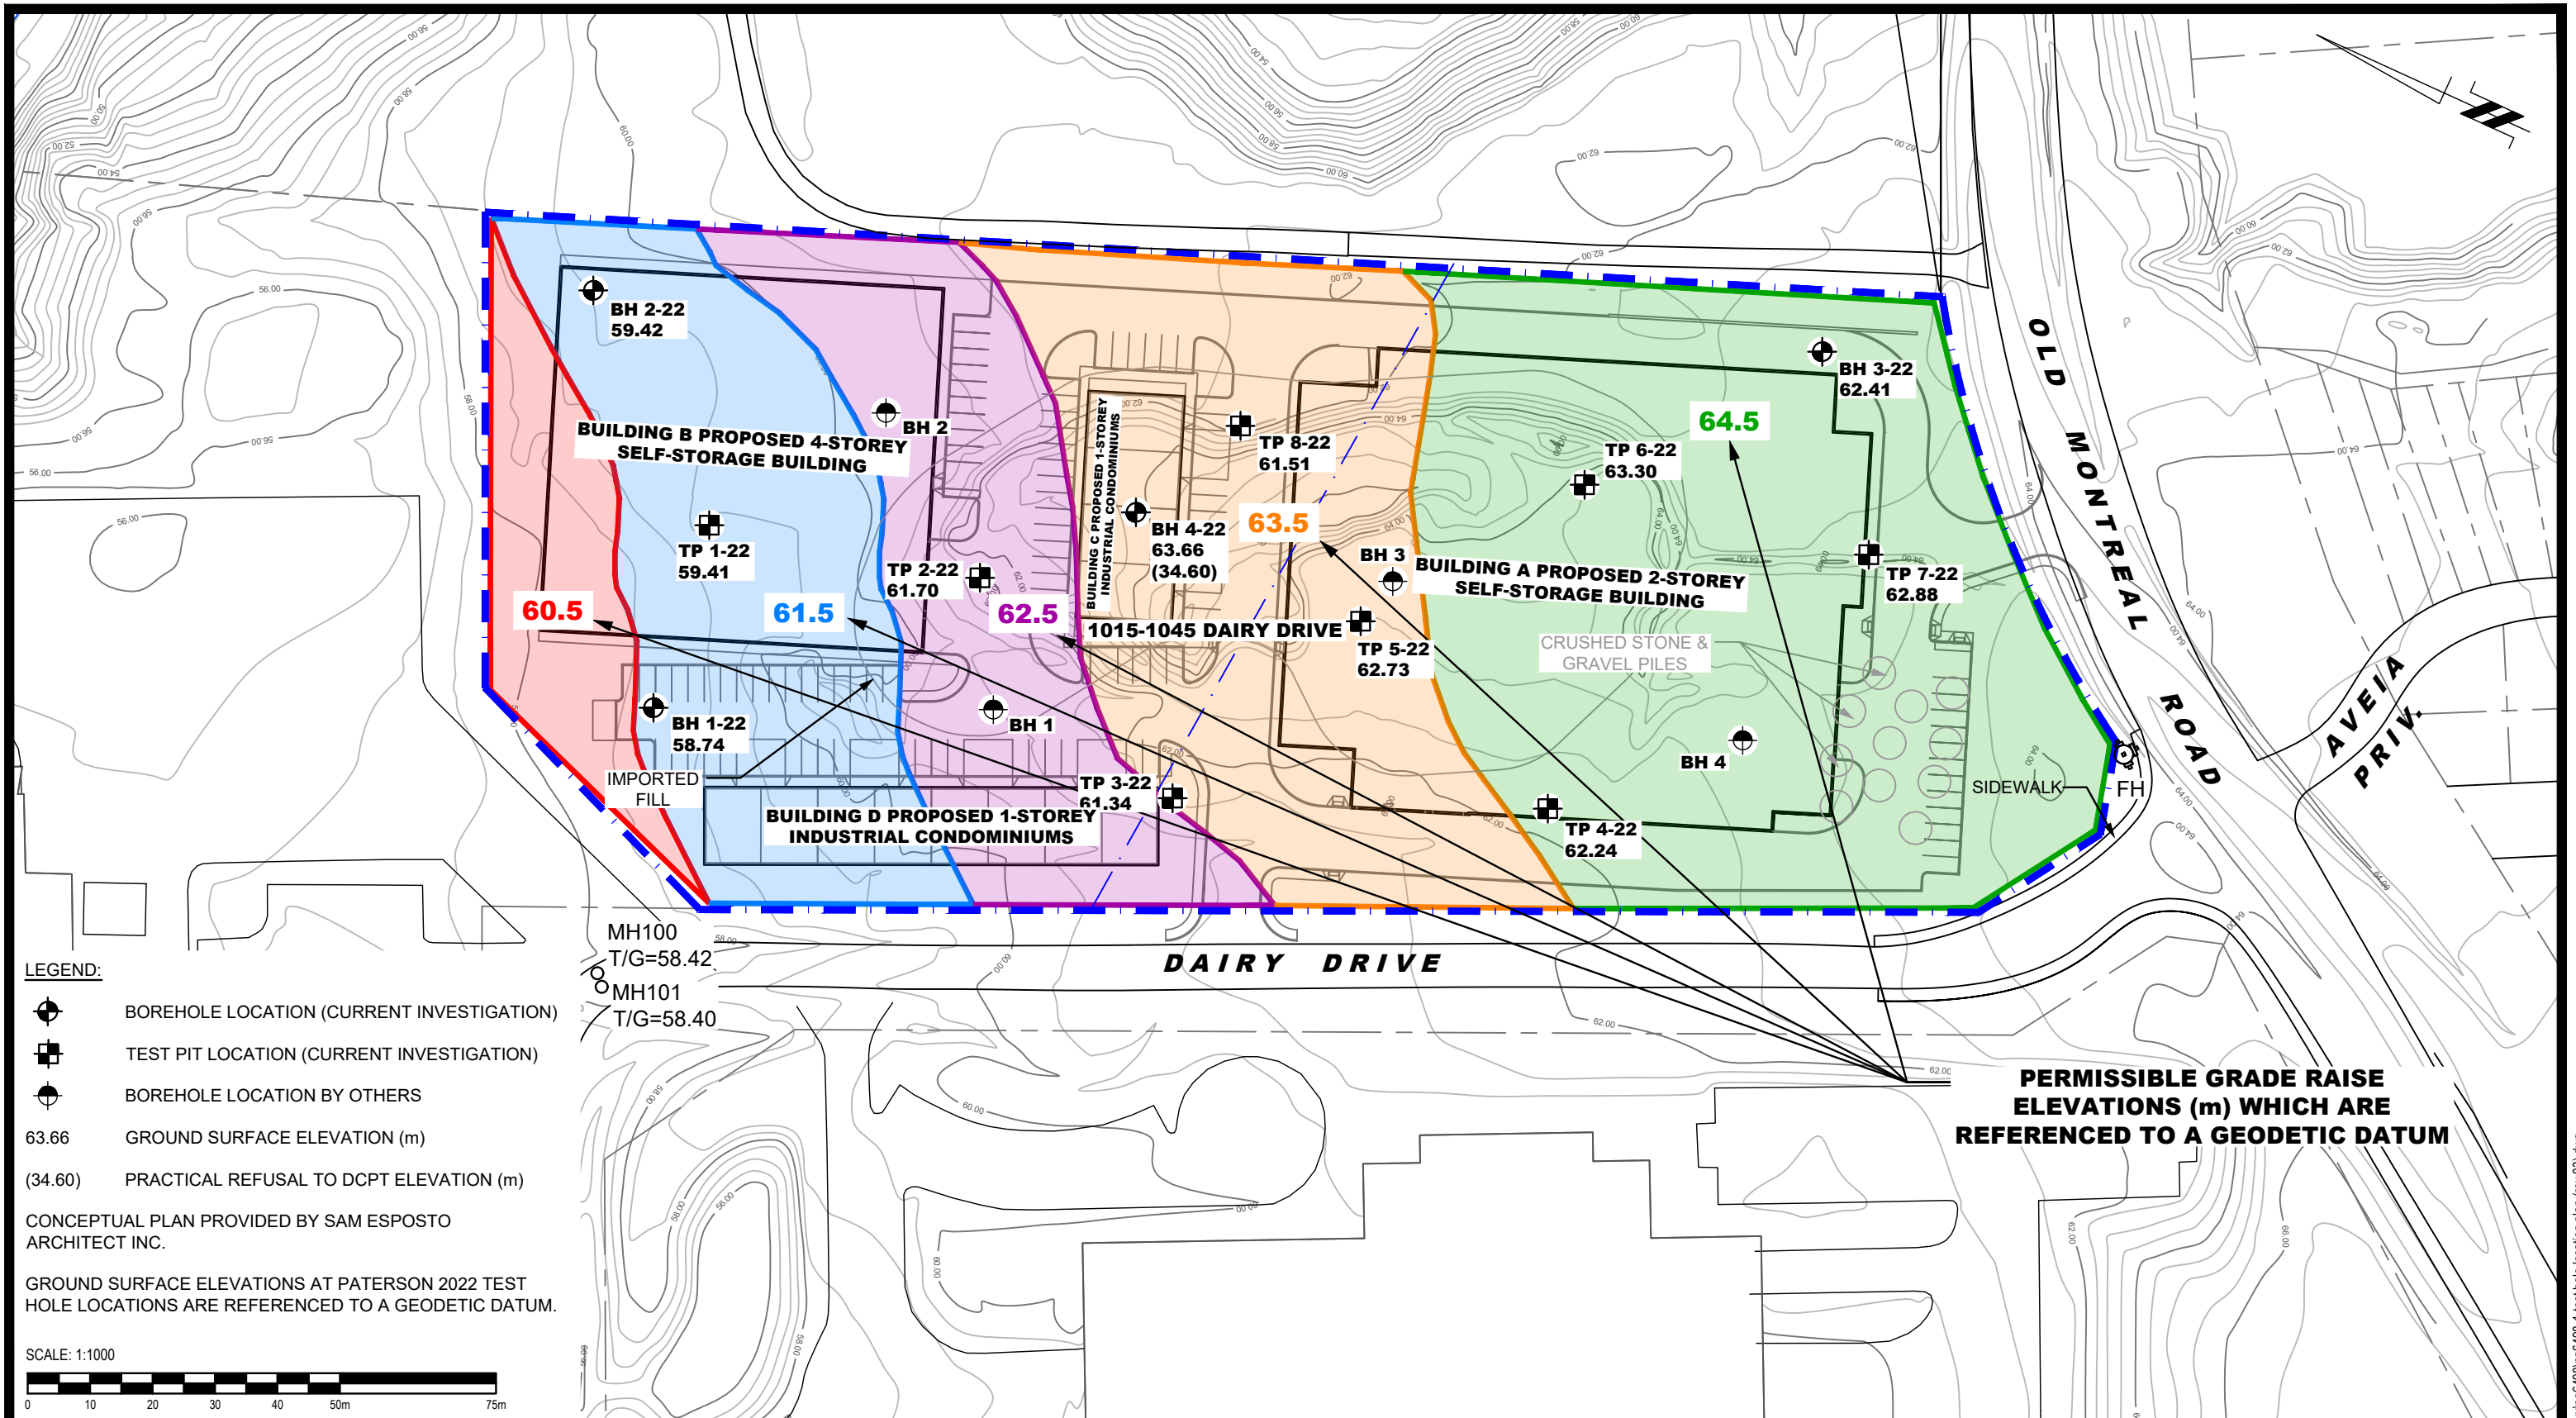 OLD MONTREAL ROAD
AVEIA
PRIV.
BH 2-22
59.42
BH 3-22
62.41
BH 2
BUILDING B PROPOSED 4-STOREY
SELF-STORAGE BUILDING
BUILDING C PROPOSED 1-STOREY
INDUSTRIAL CONDOMINIUMS
TP 8-22
61.51
TP 6-22
63.30
64.5
TP 1-22
59.41
BH 4-22
63.66
(34.60)
63.5
BH 3
BUILDING A PROPOSED 2-STOREY
SELF-STORAGE BUILDING
TP 7-22
62.88
TP 2-22
61.70
60.5
61.5
62.5
1015-1045 DAIRY DRIVE
TP 5-22
62.73
CRUSHED STONE &
GRAVEL PILES
BH 1-22
58.74
BH 1
BH 4
IMPORTED
FILL
TP 3-22
61.34
SIDEWALK
FH
BUILDING D PROPOSED 1-STOREY
INDUSTRIAL CONDOMINIUMS
TP 4-22
62.24
MH100
T/G=58.42
MH101
T/G=58.40
DAIRY DRIVE
PERMISSIBLE GRADE RAISE
ELEVATIONS (m) WHICH ARE
REFERENCED TO A GEODETIC DATUM
LEGEND:
BOREHOLE LOCATION (CURRENT INVESTIGATION)
TEST PIT LOCATION (CURRENT INVESTIGATION)
BOREHOLE LOCATION BY OTHERS
63.66 GROUND SURFACE ELEVATION (m)
(34.60) PRACTICAL REFUSAL TO DCPT ELEVATION (m)
CONCEPTUAL PLAN PROVIDED BY SAM ESPOSTO
ARCHITECT INC.
GROUND SURFACE ELEVATIONS AT PATERSON 2022 TEST
HOLE LOCATIONS ARE REFERENCED TO A GEODETIC DATUM.
SCALE: 1:1000
0 10 20 30 40 50m 75m